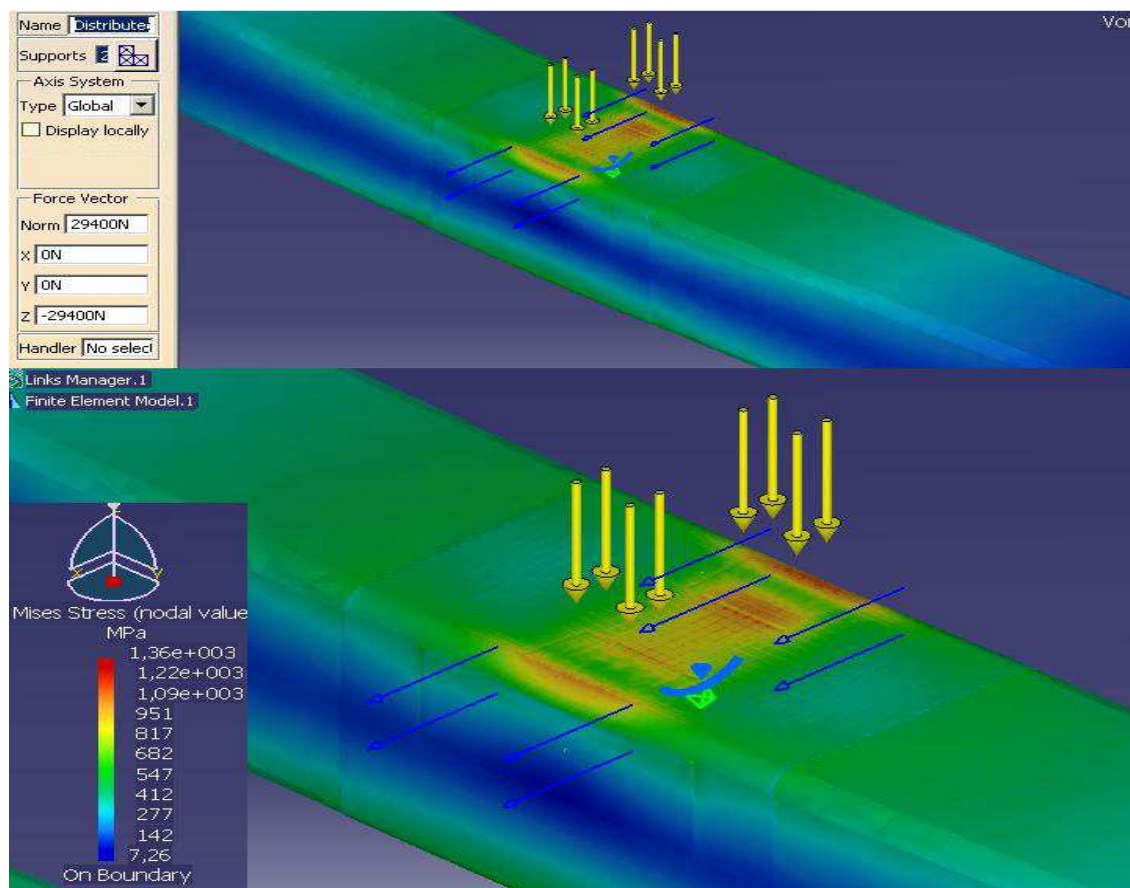 Name Distribute
Supports 2
Axis System
Type Global
Display locally
Force Vector
Norm 29400N
X 0N
Y 0N
Z -29400N
Handler No select
Von
Links Manager.1
Finite Element Model.1
x y
Mises Stress (nodal value
MPa
1,36e+003
1,22e+003
1,09e+003
951
817
682
547
412
277
142
7,26
On Boundary